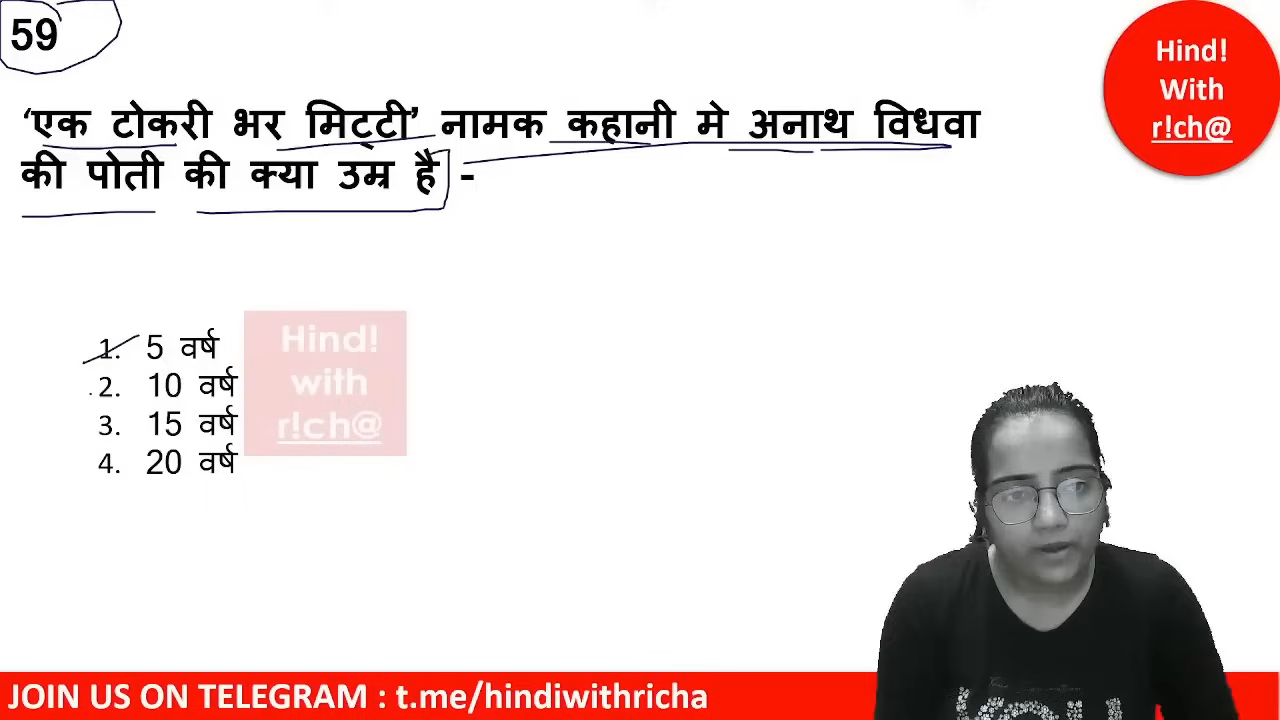 59
Hind!
With
r!ch@
‘एक टोकरी भर मिट्टी’ नामक कहानी मे अनाथ विधवा
की पोती की क्या उम्र है -
1. 5 वर्ष
2. 10 वर्ष
3. 15 वर्ष
4. 20 वर्ष
Hind!
with
r!ch@
JOIN US ON TELEGRAM : t.me/hindiwithricha